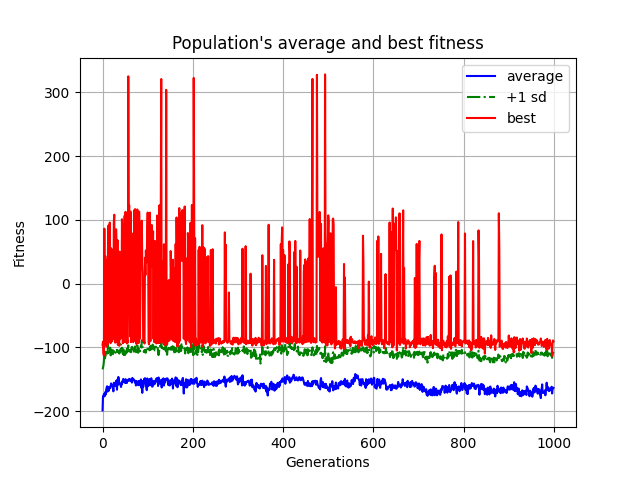 Population's average and best fitness
average
+1 sd
best
Fitness
300
200
100
0
−100
−200
0
200
400
600
800
1000
Generations